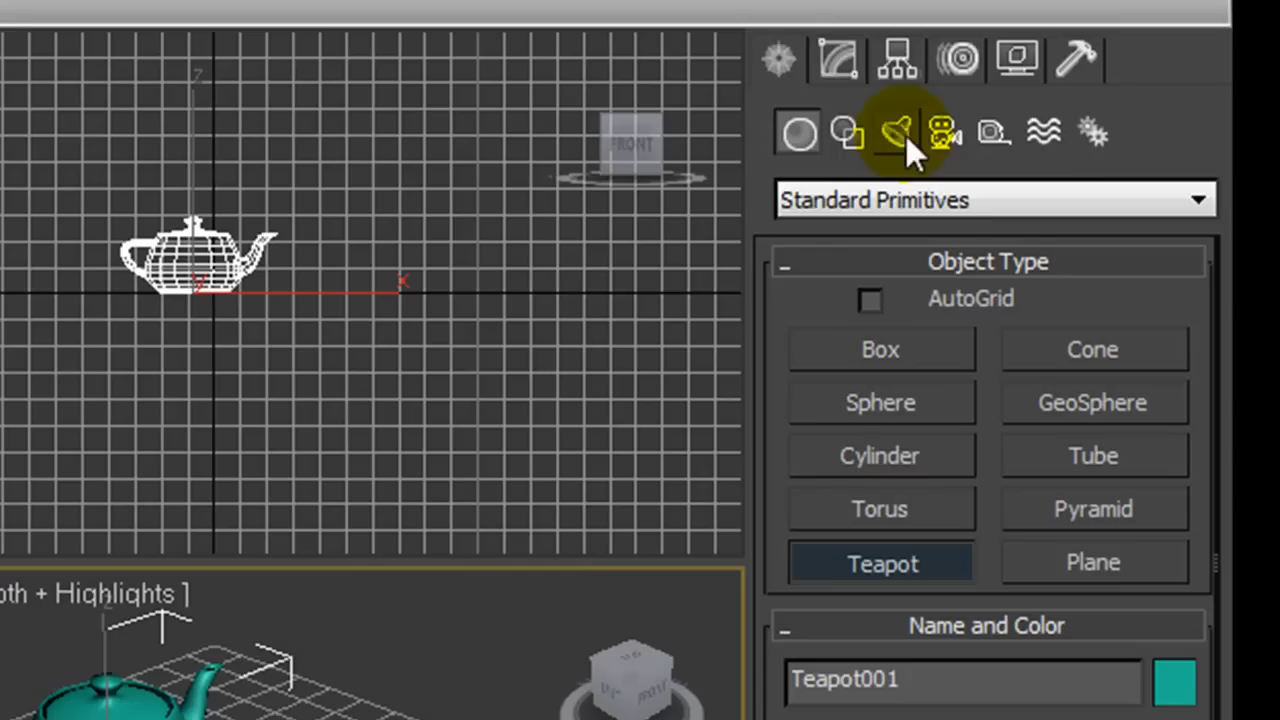 Z
FRONT
Y
X
Standard Primitives
Object Type
AutoGrid
Box
Cone
Sphere
GeoSphere
Cylinder
Tube
Torus
Pyramid
Teapot
Plane
oth + Highlights ]
Z
FRONT
Name and Color
Teapot001